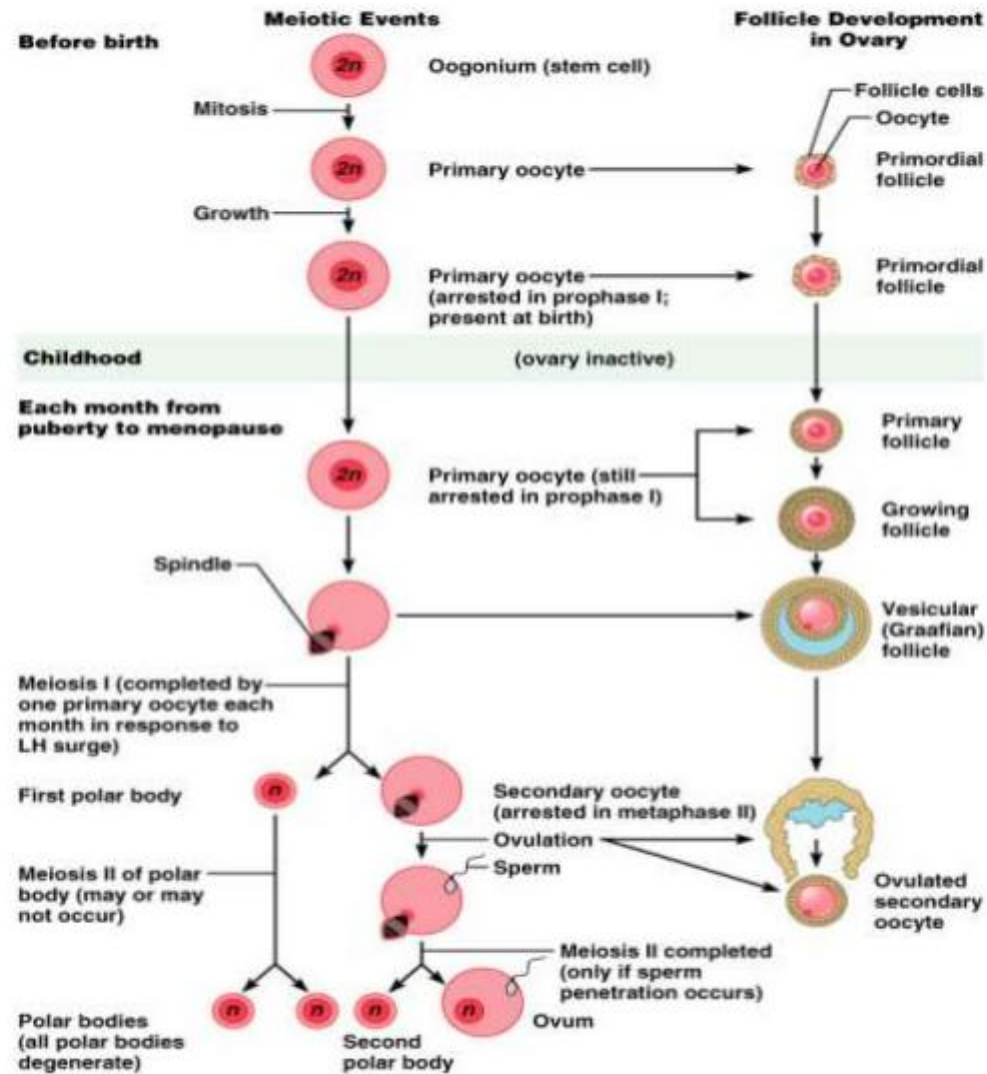 Meiotic Events
Follicle Development
in Ovary
Before birth
2n
Oogonium (stem cell)
Follicle cells
Oocyte
Mitosis
2n
Primary oocyte
Primordial
follicle
Growth
2n
Primary oocyte
(arrested in prophase I;
present at birth)
Primordial
follicle
Childhood
(ovary inactive)
Each month from
puberty to menopause
2n
Primary oocyte (still
arrested in prophase I)
Primary
follicle
Growing
follicle
Spindle
Vesicular
(Graafian)
follicle
Meiosis I (completed by
one primary oocyte each
month in response to
LH surge)
First polar body
n
Secondary oocyte
(arrested in metaphase II)
Ovulation
Sperm
Meiosis II of polar
body (may or may
not occur)
Ovulated
secondary
oocyte
Meiosis II completed
(only if sperm
penetration occurs)
n
n
n
n
Polar bodies
(all polar bodies
degenerate)
Second
polar body
Ovum